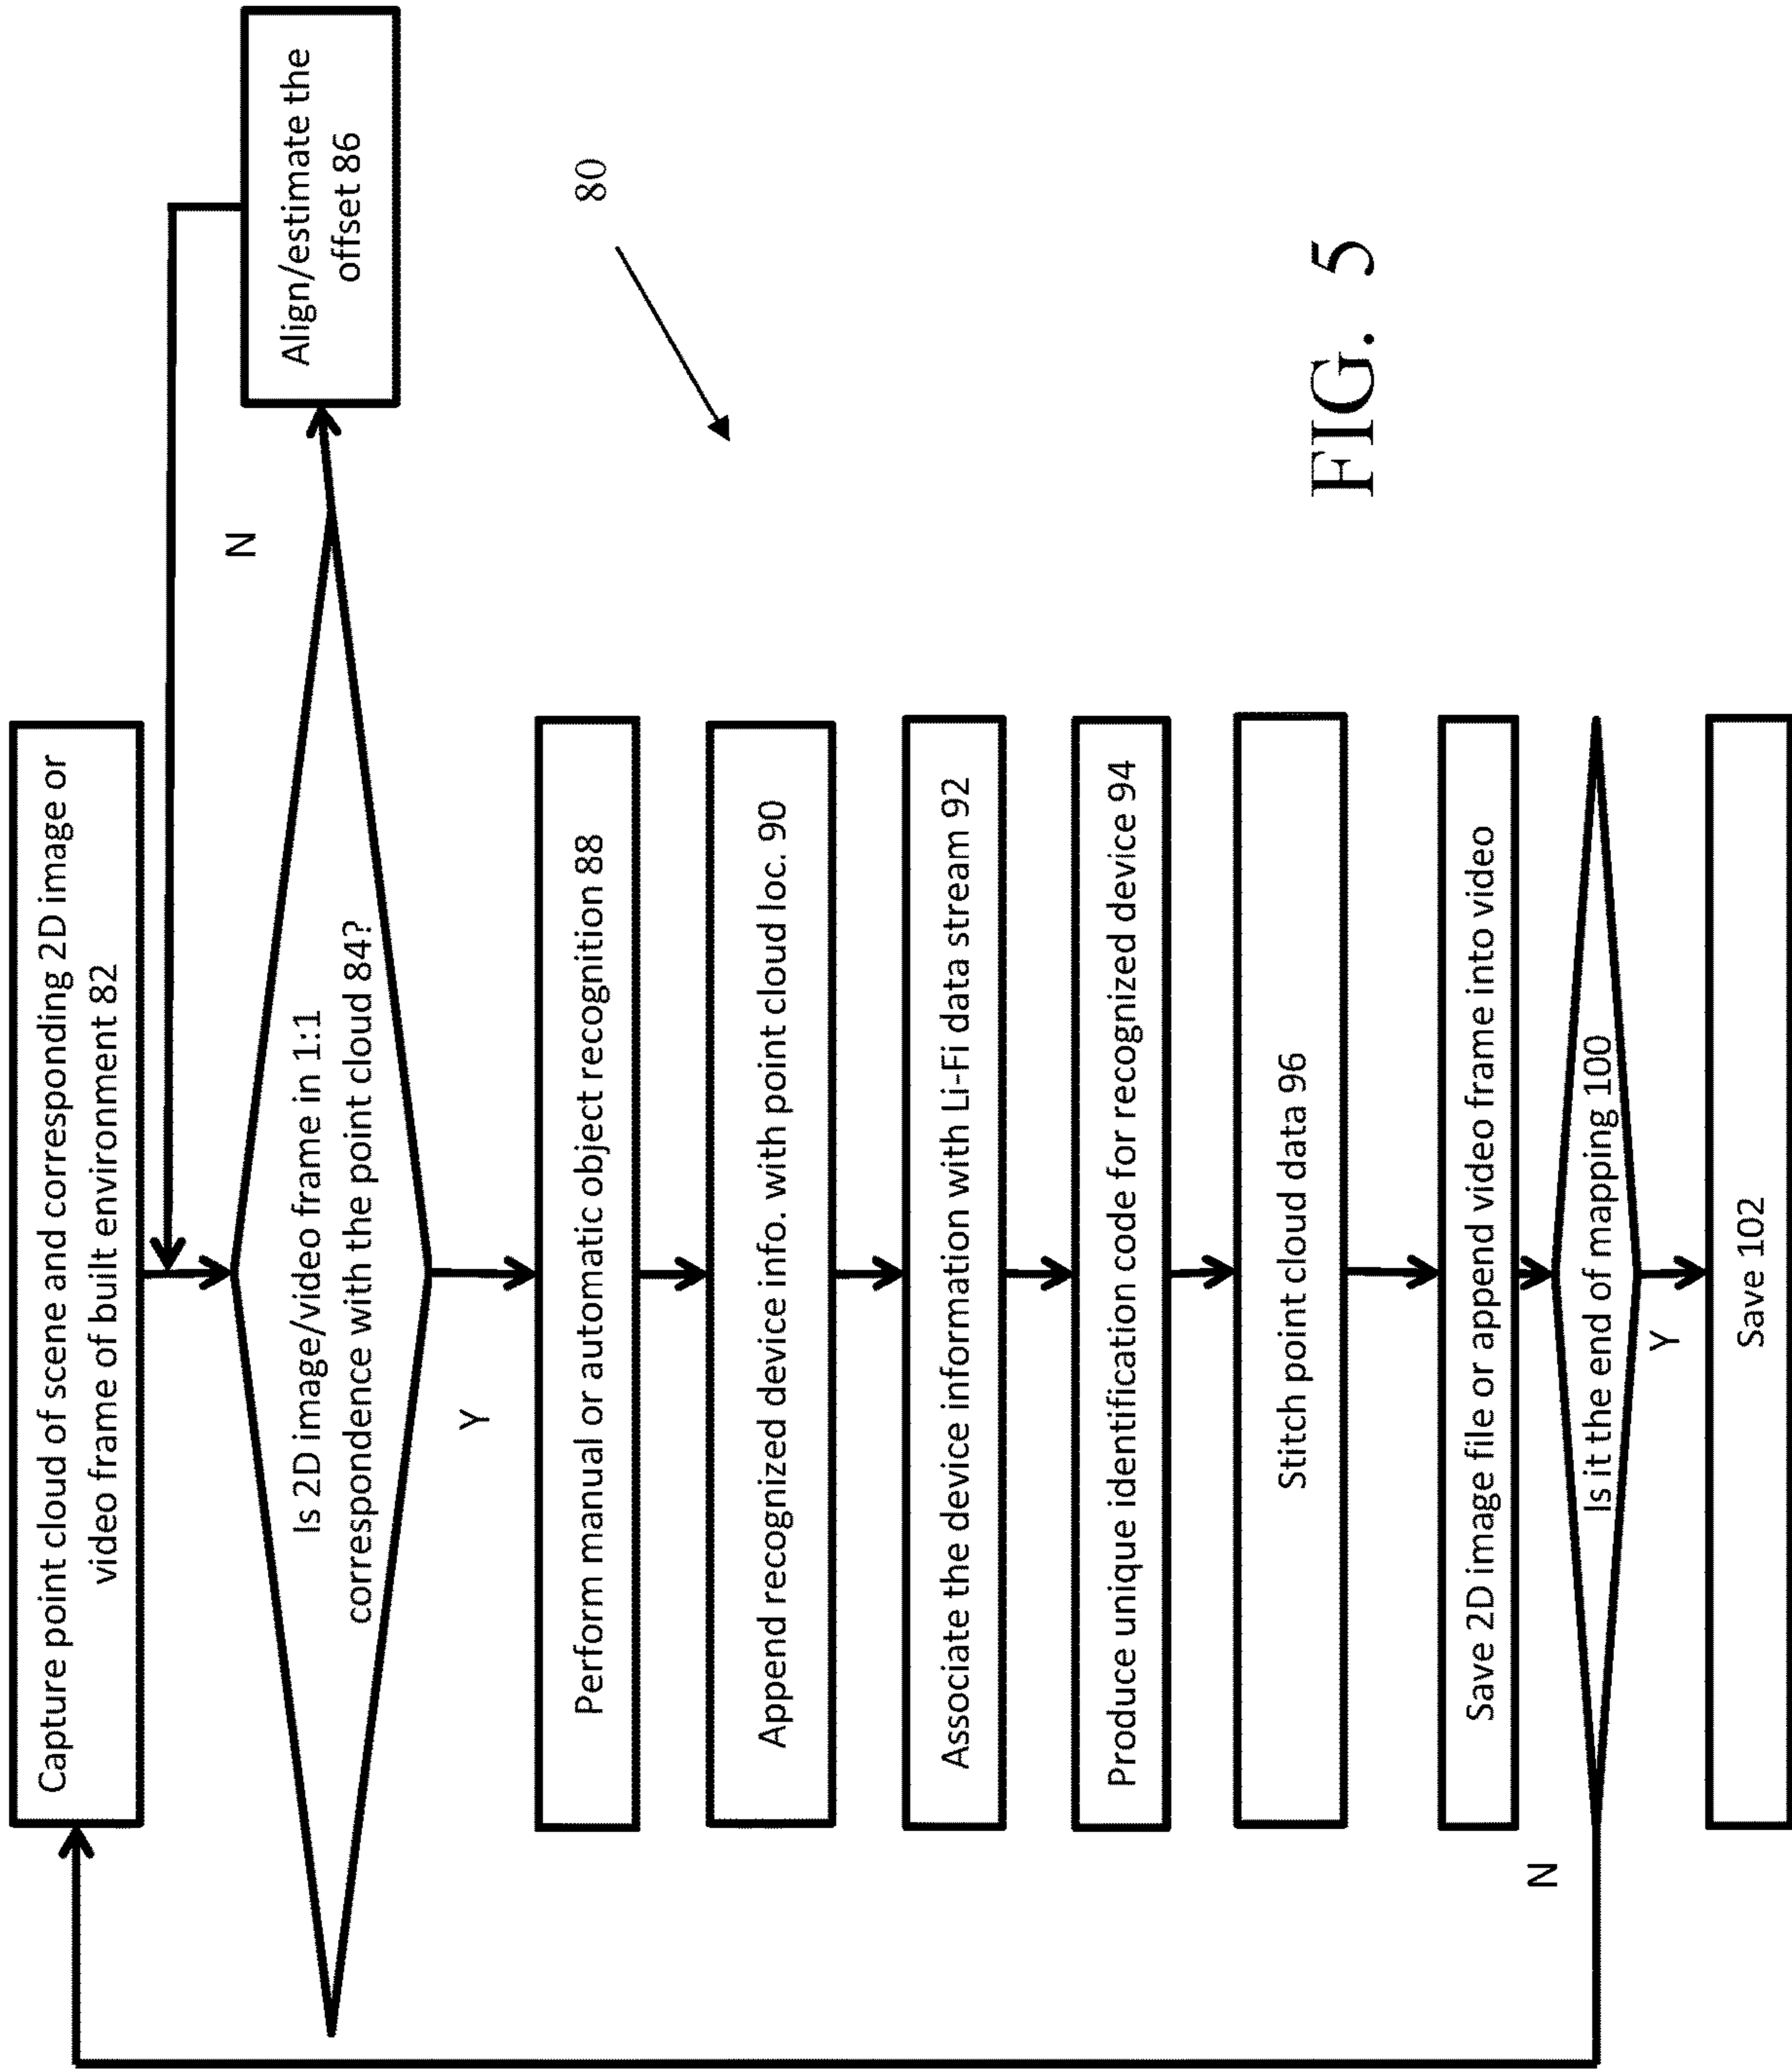 Capture point cloud of scene and corresponding 2D image or
video frame of built environment 82
Is 2D image/video frame in 1:1
correspondence with the point cloud 84?
N
Align/estimate the
offset 86
Y
Perform manual or automatic object recognition 88
Append recognized device info. with point cloud loc. 90
Associate the device information with Li-Fi data stream 92
Produce unique identification code for recognized device 94
Stitch point cloud data 96
Save 2D image file or append video frame into video
Is it the end of mapping 100
N
Y
Save 102
80
FIG. 5